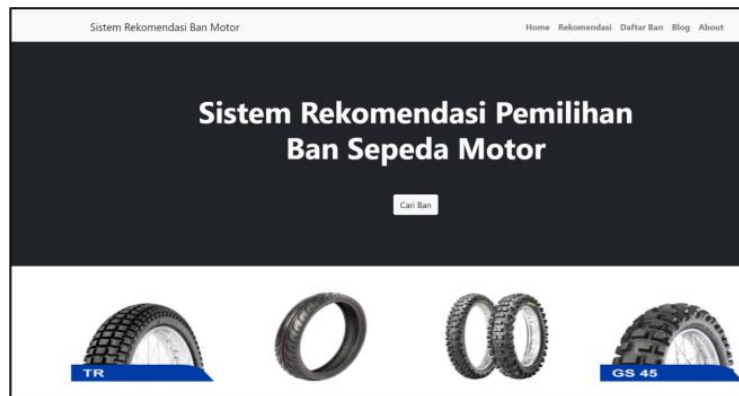 Sistem Rekomendasi Ban Motor
Home Rekomendasi Daftar Ban Blog About
Sistem Rekomendasi Pemilihan
Ban Sepeda Motor
Cari Ban
TR
GS 45